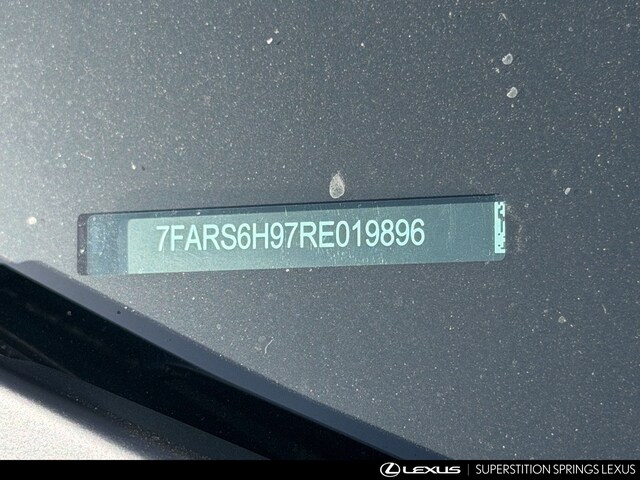 7FARS6H97RE019896
LEXUS | SUPERSTITION SPRINGS LEXUS